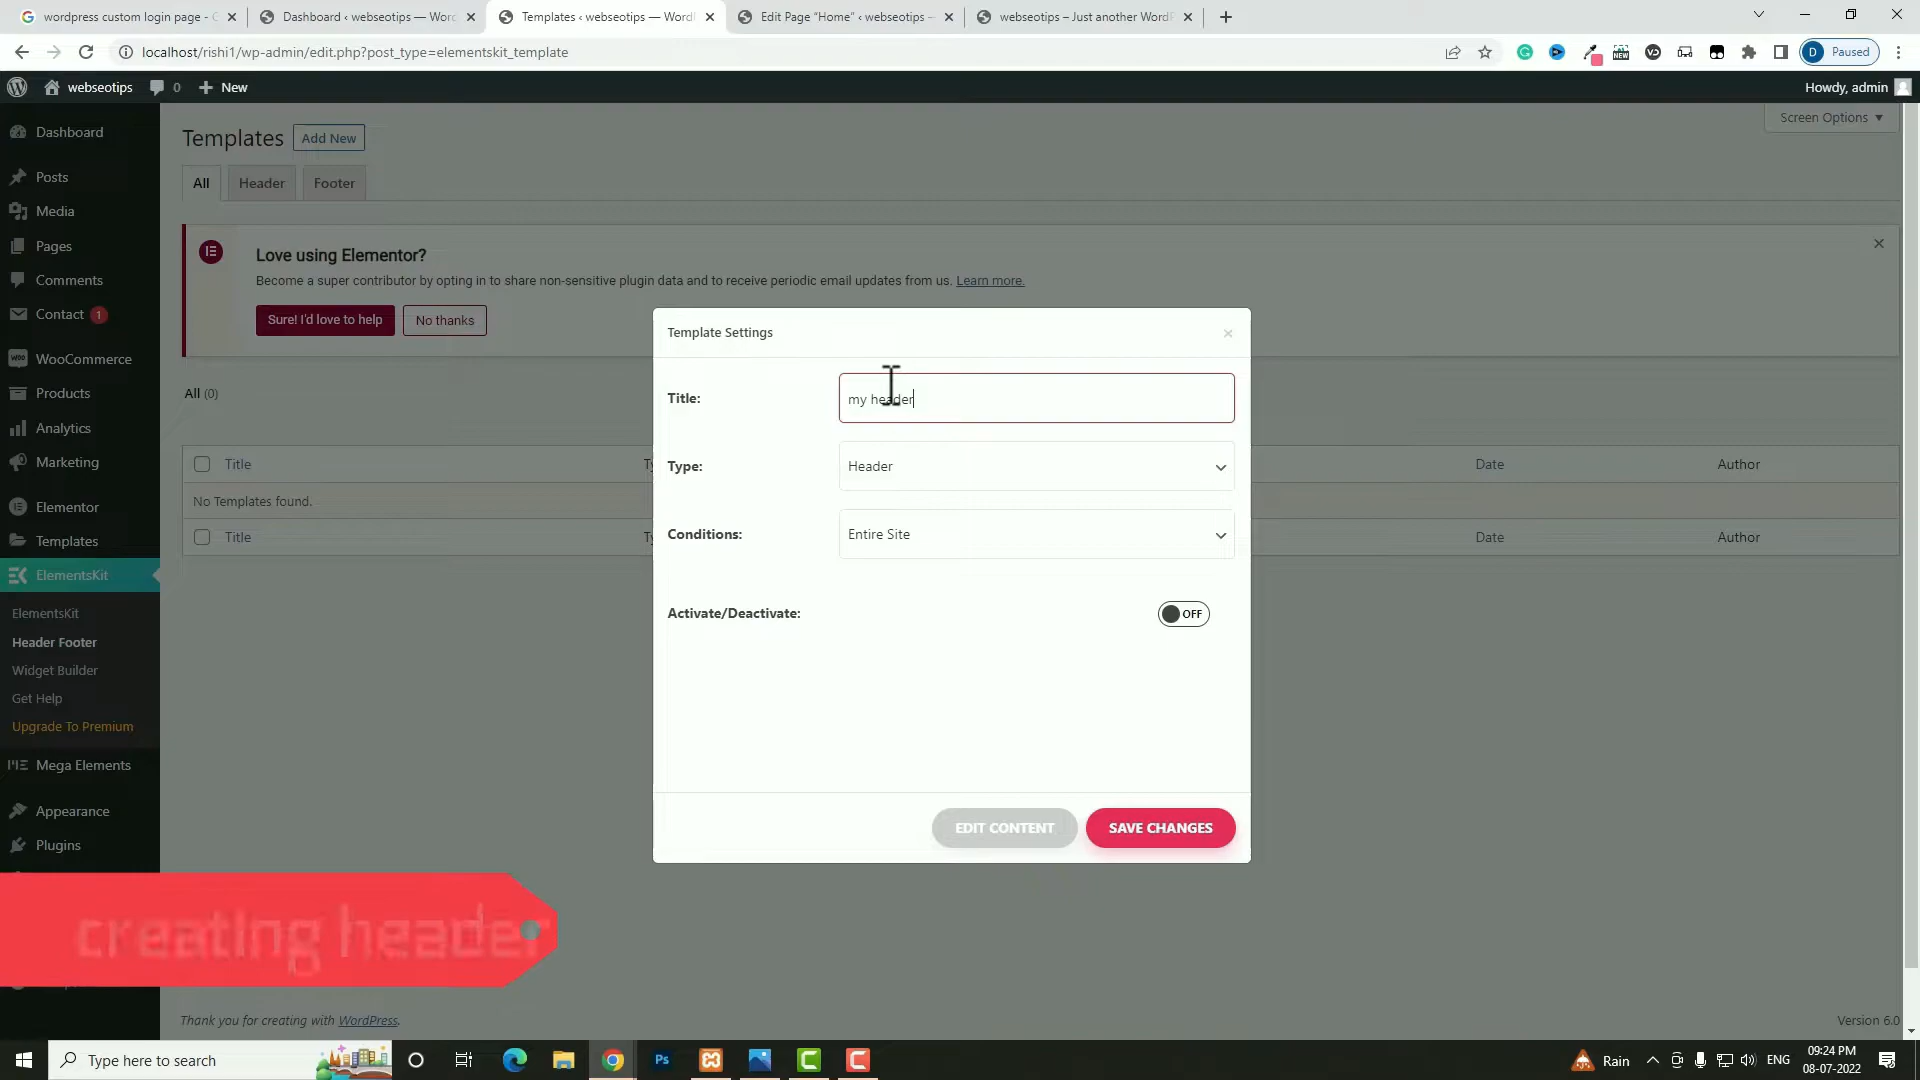 wordpress custom login page - G
Dashboard ‹ webseotips — Word
Templates ‹ webseotips — WordP
Edit Page “Home” ‹ webseotips —
webseotips – Just another WordP
localhost/rishi1/wp-admin/edit.php?post_type=elementskit_template
NEW
D Paused
webseotips 0 New
Howdy, admin
Dashboard
Posts
Media
Pages
Comments
Contact 1
WooCommerce
Products
Analytics
Marketing
Elementor
Templates
ElementsKit
ElementsKit
Header Footer
Widget Builder
Get Help
Upgrade To Premium
Mega Elements
Appearance
Plugins
Templates Add New
Screen Options
All Header Footer
Love using Elementor?
Become a super contributor by opting in to share non-sensitive plugin data and to receive periodic email updates from us. Learn more.
Sure! I'd love to help No thanks
All (0)
Title Date Author
No Templates found.
Title Date Author
Template Settings
Title: my header
Type: Header
Conditions: Entire Site
Activate/Deactivate: OFF
EDIT CONTENT SAVE CHANGES
creating header
Thank you for creating with WordPress.
Version 6.0
Type here to search
Ps
Rain
ENG
09:24 PM
08-07-2022